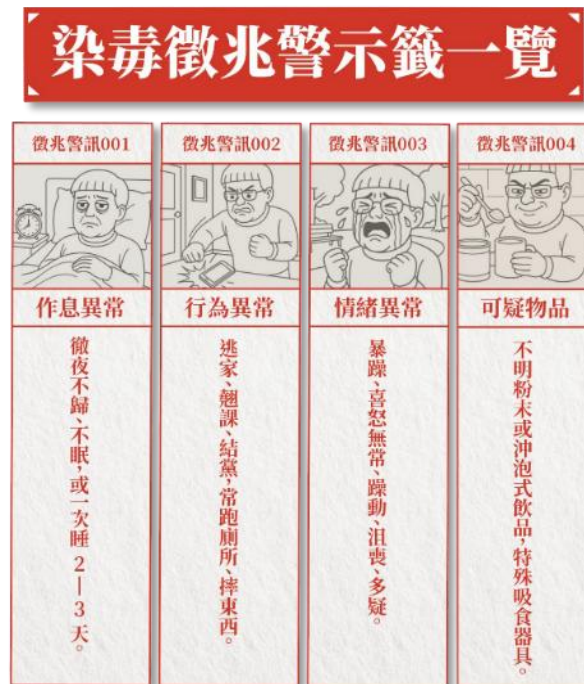 染毒徵兆警示籤一覽
徵兆警訊001
作息異常
徹夜不歸、不眠,或一次睡2—3天。
徵兆警訊002
行為異常
逃家、翹課、結黨,常跑廁所、摔東西。
徵兆警訊003
情緒異常
暴躁、喜怒無常、躁動、沮喪、多疑。
徵兆警訊004
可疑物品
不明粉末或沖泡式飲品,特殊吸食器具。